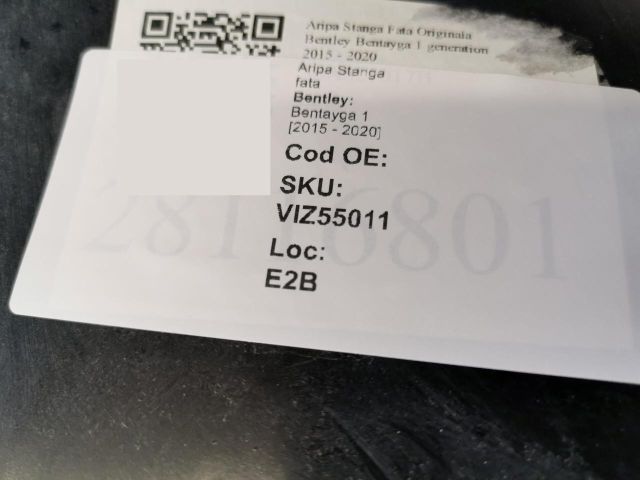 Aripa Stanga Fata Originala
Bentley Bentayga 1 generation
2015 - 2020
Aripa Stanga
fata
Bentley:
Bentayga 1
[2015 - 2020]
Cod OE:
SKU:
VIZ55011
Loc:
E2B